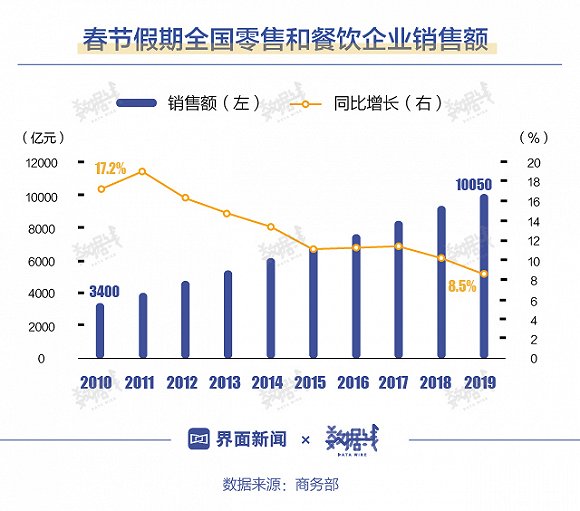 春节假期全国零售和餐饮企业销售额
销售额（左） 同比增长（右）
（亿元） （%）
12000 20
17.2% 18
10000 10050 16
8000 14
12
6000 10
4000 3400 8.5% 8
6
2000 4
2
0 0
2010 2011 2012 2013 2014 2015 2016 2017 2018 2019
界面新闻 × 数据线
DATA WIRE
数据来源：商务部